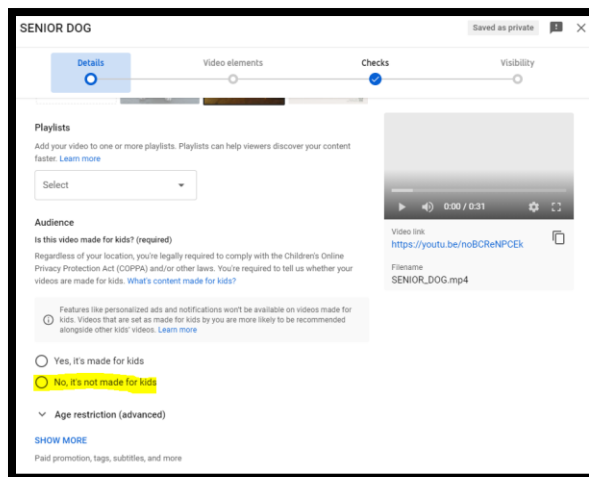 SENIOR DOG
Saved as private
Details
Video elements
Checks
Visibility
Playlists
Add your video to one or more playlists. Playlists can help viewers discover your content
faster. Learn more
Select
0:00 / 0:31
Video link
https://youtu.be/noBCReNPCEk
Filename
SENIOR_DOG.mp4
Audience
Is this video made for kids? (required)
Regardless of your location, you're legally required to comply with the Children's Online
Privacy Protection Act (COPPA) and/or other laws. You're required to tell us whether your
videos are made for kids. What's content made for kids?
Features like personalized ads and notifications won't be available on videos made for
kids. Videos that are set as made for kids by you are more likely to be recommended
alongside other kids' videos. Learn more
Yes, it's made for kids
No, it's not made for kids
Age restriction (advanced)
SHOW MORE
Paid promotion, tags, subtitles, and more